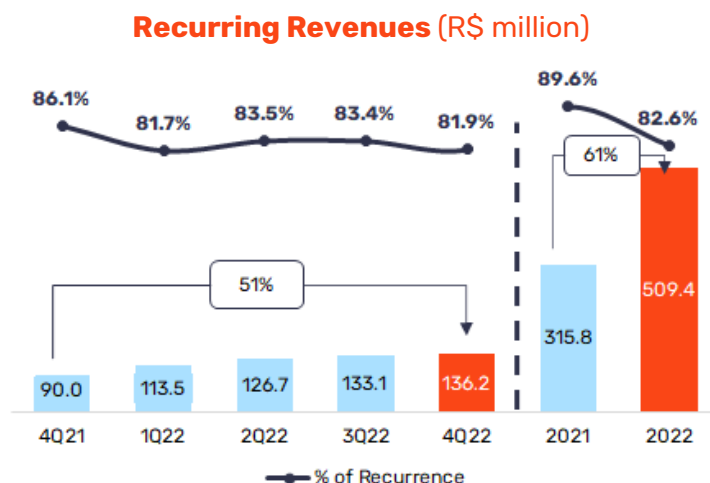 Recurring Revenues (R$ million)
86.1%
81.7%
83.5%
83.4%
81.9%
89.6%
82.6%
51%
61%
90.0
113.5
126.7
133.1
136.2
315.8
509.4
4Q21
1Q22
2Q22
3Q22
4Q22
2021
2022
% of Recurrence